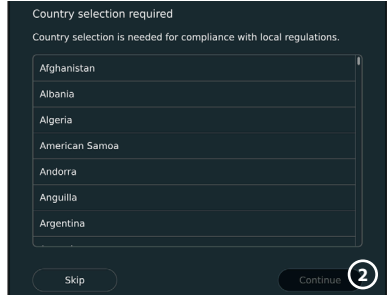 Country selection required
Country selection is needed for compliance with local regulations.
Afghanistan
Albania
Algeria
American Samoa
Andorra
Anguilla
Argentina
Skip
Continue 2